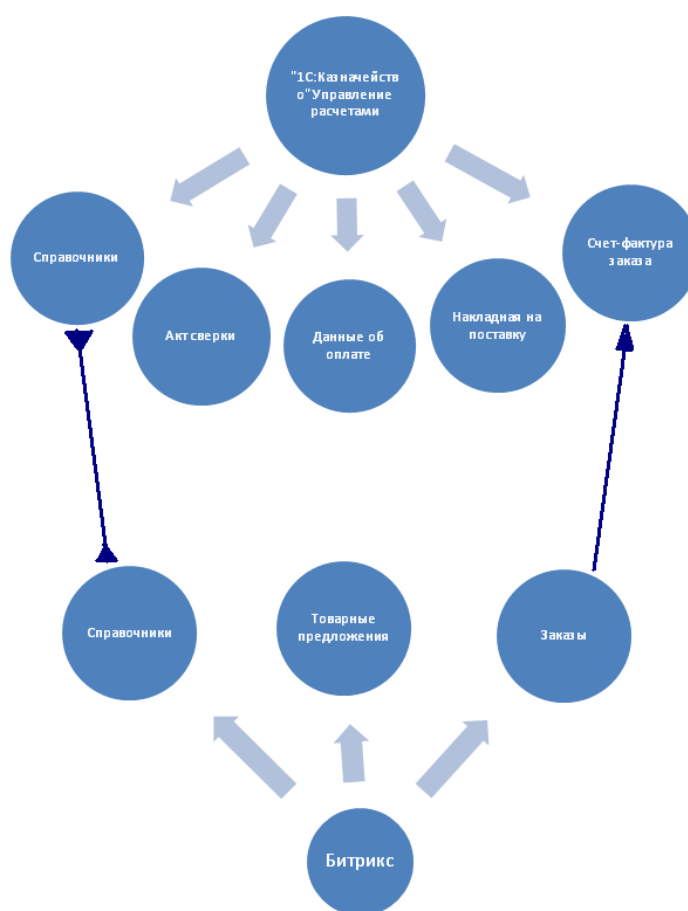 "1С:Казначейств
о"Управление
расчетами
Справочники
Счет-фактура
заказа
Акт сверки
Данные об
оплате
Накладная на
поставку
Справочники
Товарные
предложения
Заказы
Битрикс